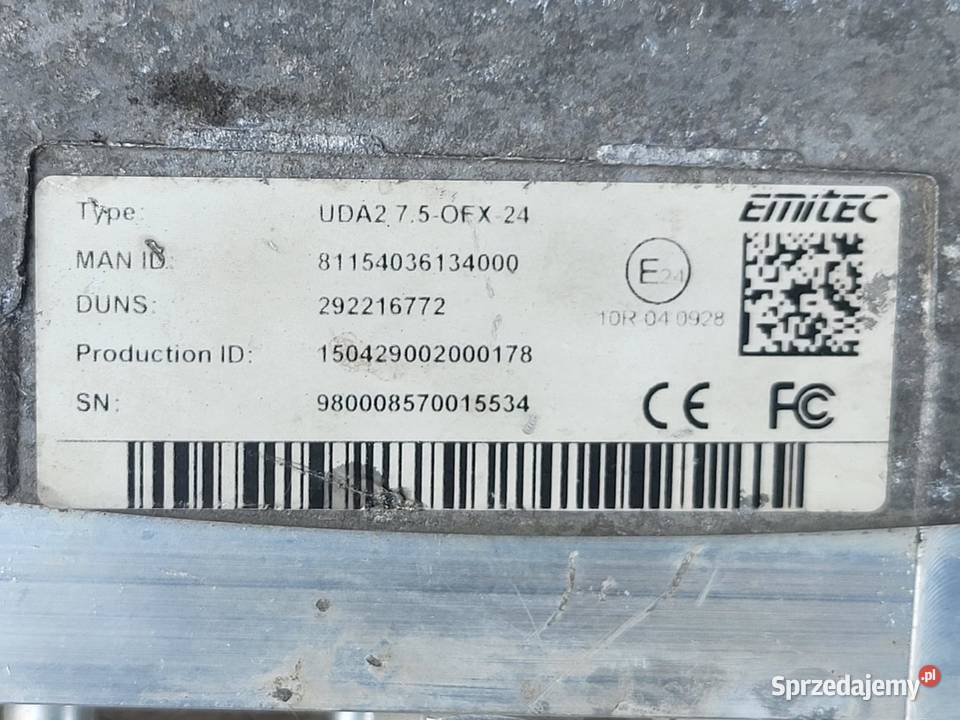 Type: UDA2 7.5-OFX-24
EMITEC
MAN ID: 81154036134000
E24
DUNS: 292216772
10R-04 0928
Production ID: 150429002000178
SN: 980008570015534
CE FC
Sprzedajemy.pl